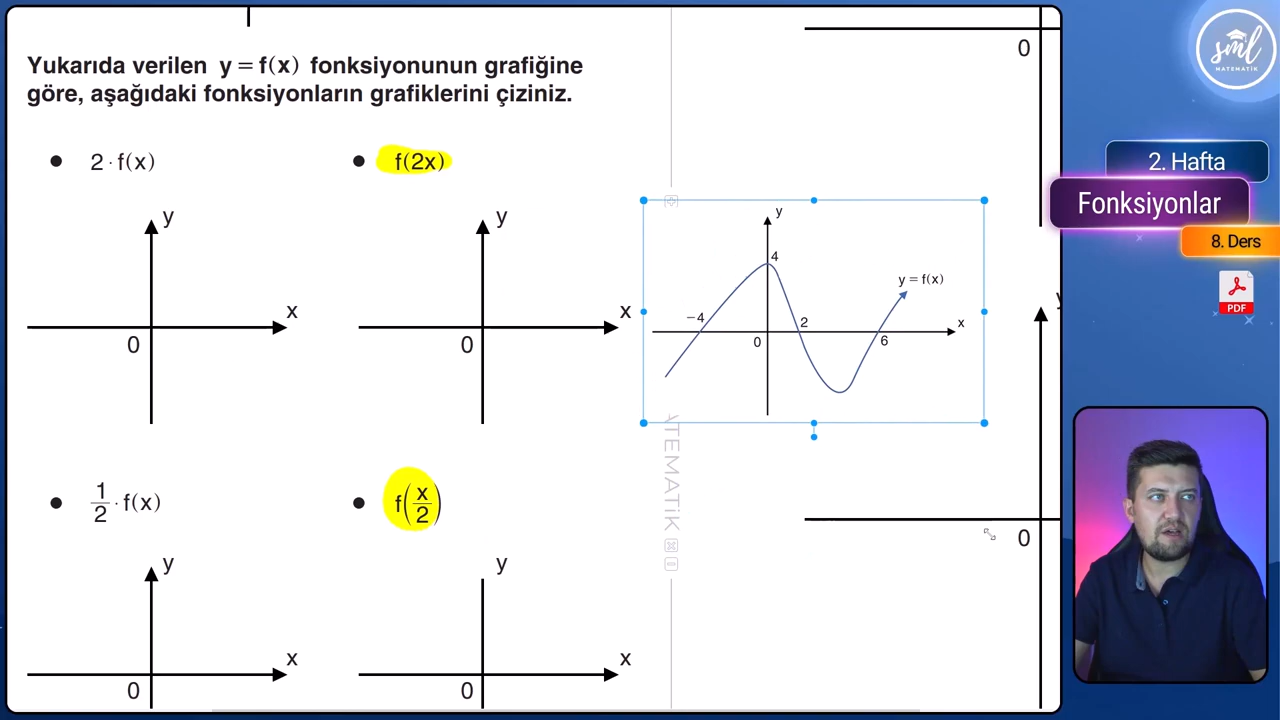 Yukarıda verilen y = f(x) fonksiyonunun grafiğine
göre, aşağıdaki fonksiyonların grafiklerini çiziniz.
• 2 · f(x)
• f(2x)
y
x
0
y
x
0
y
4
y = f(x)
−4
2
x
0
6
• 1/2 · f(x)
• f(x/2)
y
x
0
y
x
0
0
y
0
ATEMATİK
sml
MATEMATİK
2. Hafta
Fonksiyonlar
8. Ders
PDF